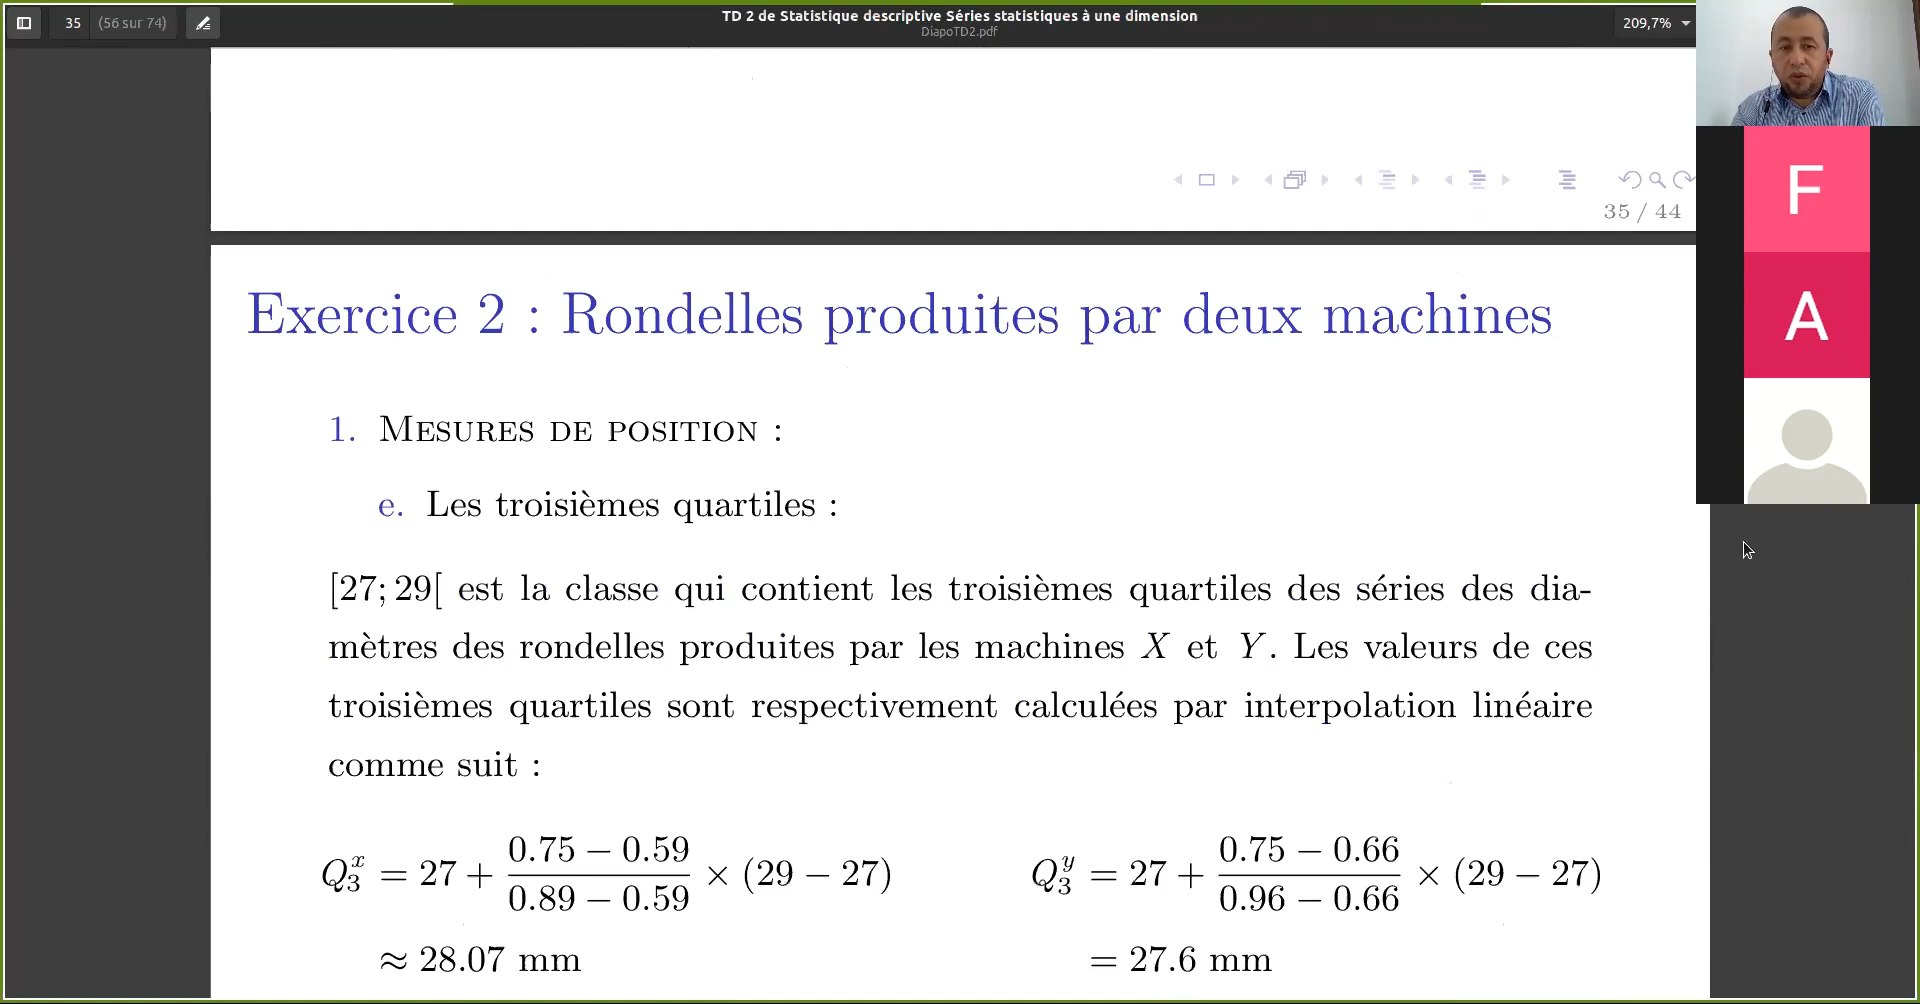 35 (56 sur 74)
TD 2 de Statistique descriptive Séries statistiques à une dimension
DiapoTD2.pdf
209,7%
F
A
35 / 44
Exercice 2 : Rondelles produites par deux machines
1. MESURES DE POSITION :
e. Les troisièmes quartiles :
[27; 29[ est la classe qui contient les troisièmes quartiles des séries des dia-
mètres des rondelles produites par les machines X et Y. Les valeurs de ces
troisièmes quartiles sont respectivement calculées par interpolation linéaire
comme suit :
Q₃ˣ = 27 + (0.75 − 0.59)/(0.89 − 0.59) × (29 − 27)
≈ 28.07 mm
Q₃ʸ = 27 + (0.75 − 0.66)/(0.96 − 0.66) × (29 − 27)
= 27.6 mm